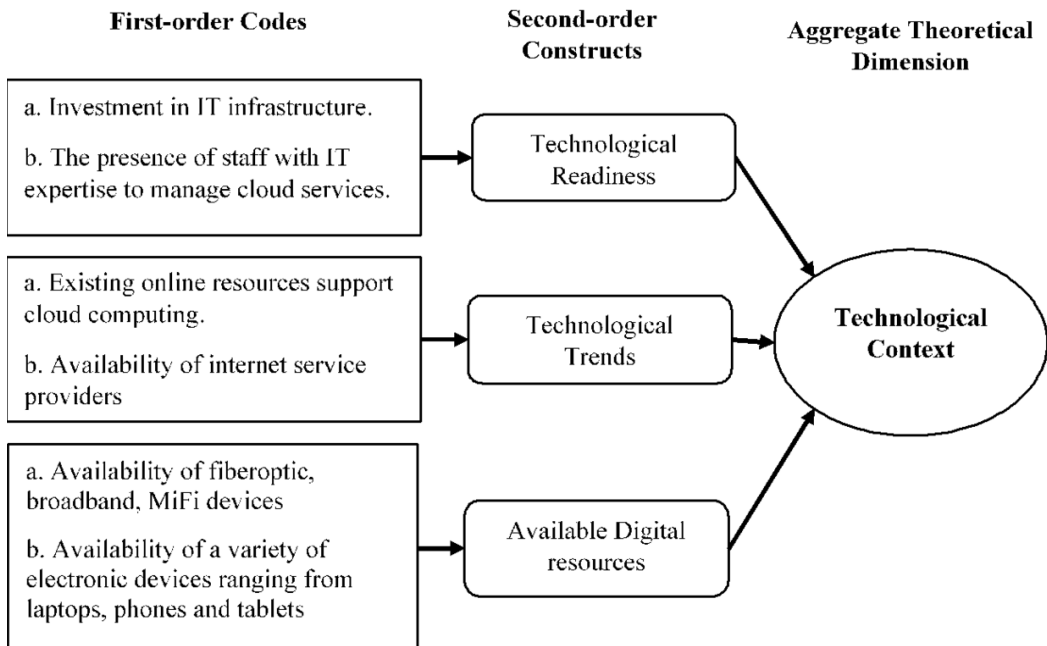 First-order Codes
Second-order
Constructs
Aggregate Theoretical
Dimension
a. Investment in IT infrastructure.
b. The presence of staff with IT
expertise to manage cloud services.
Technological
Readiness
a. Existing online resources support
cloud computing.
b. Availability of internet service
providers
Technological
Trends
Technological
Context
a. Availability of fiberoptic,
broadband, MiFi devices
b. Availability of a variety of
electronic devices ranging from
laptops, phones and tablets
Available Digital
resources